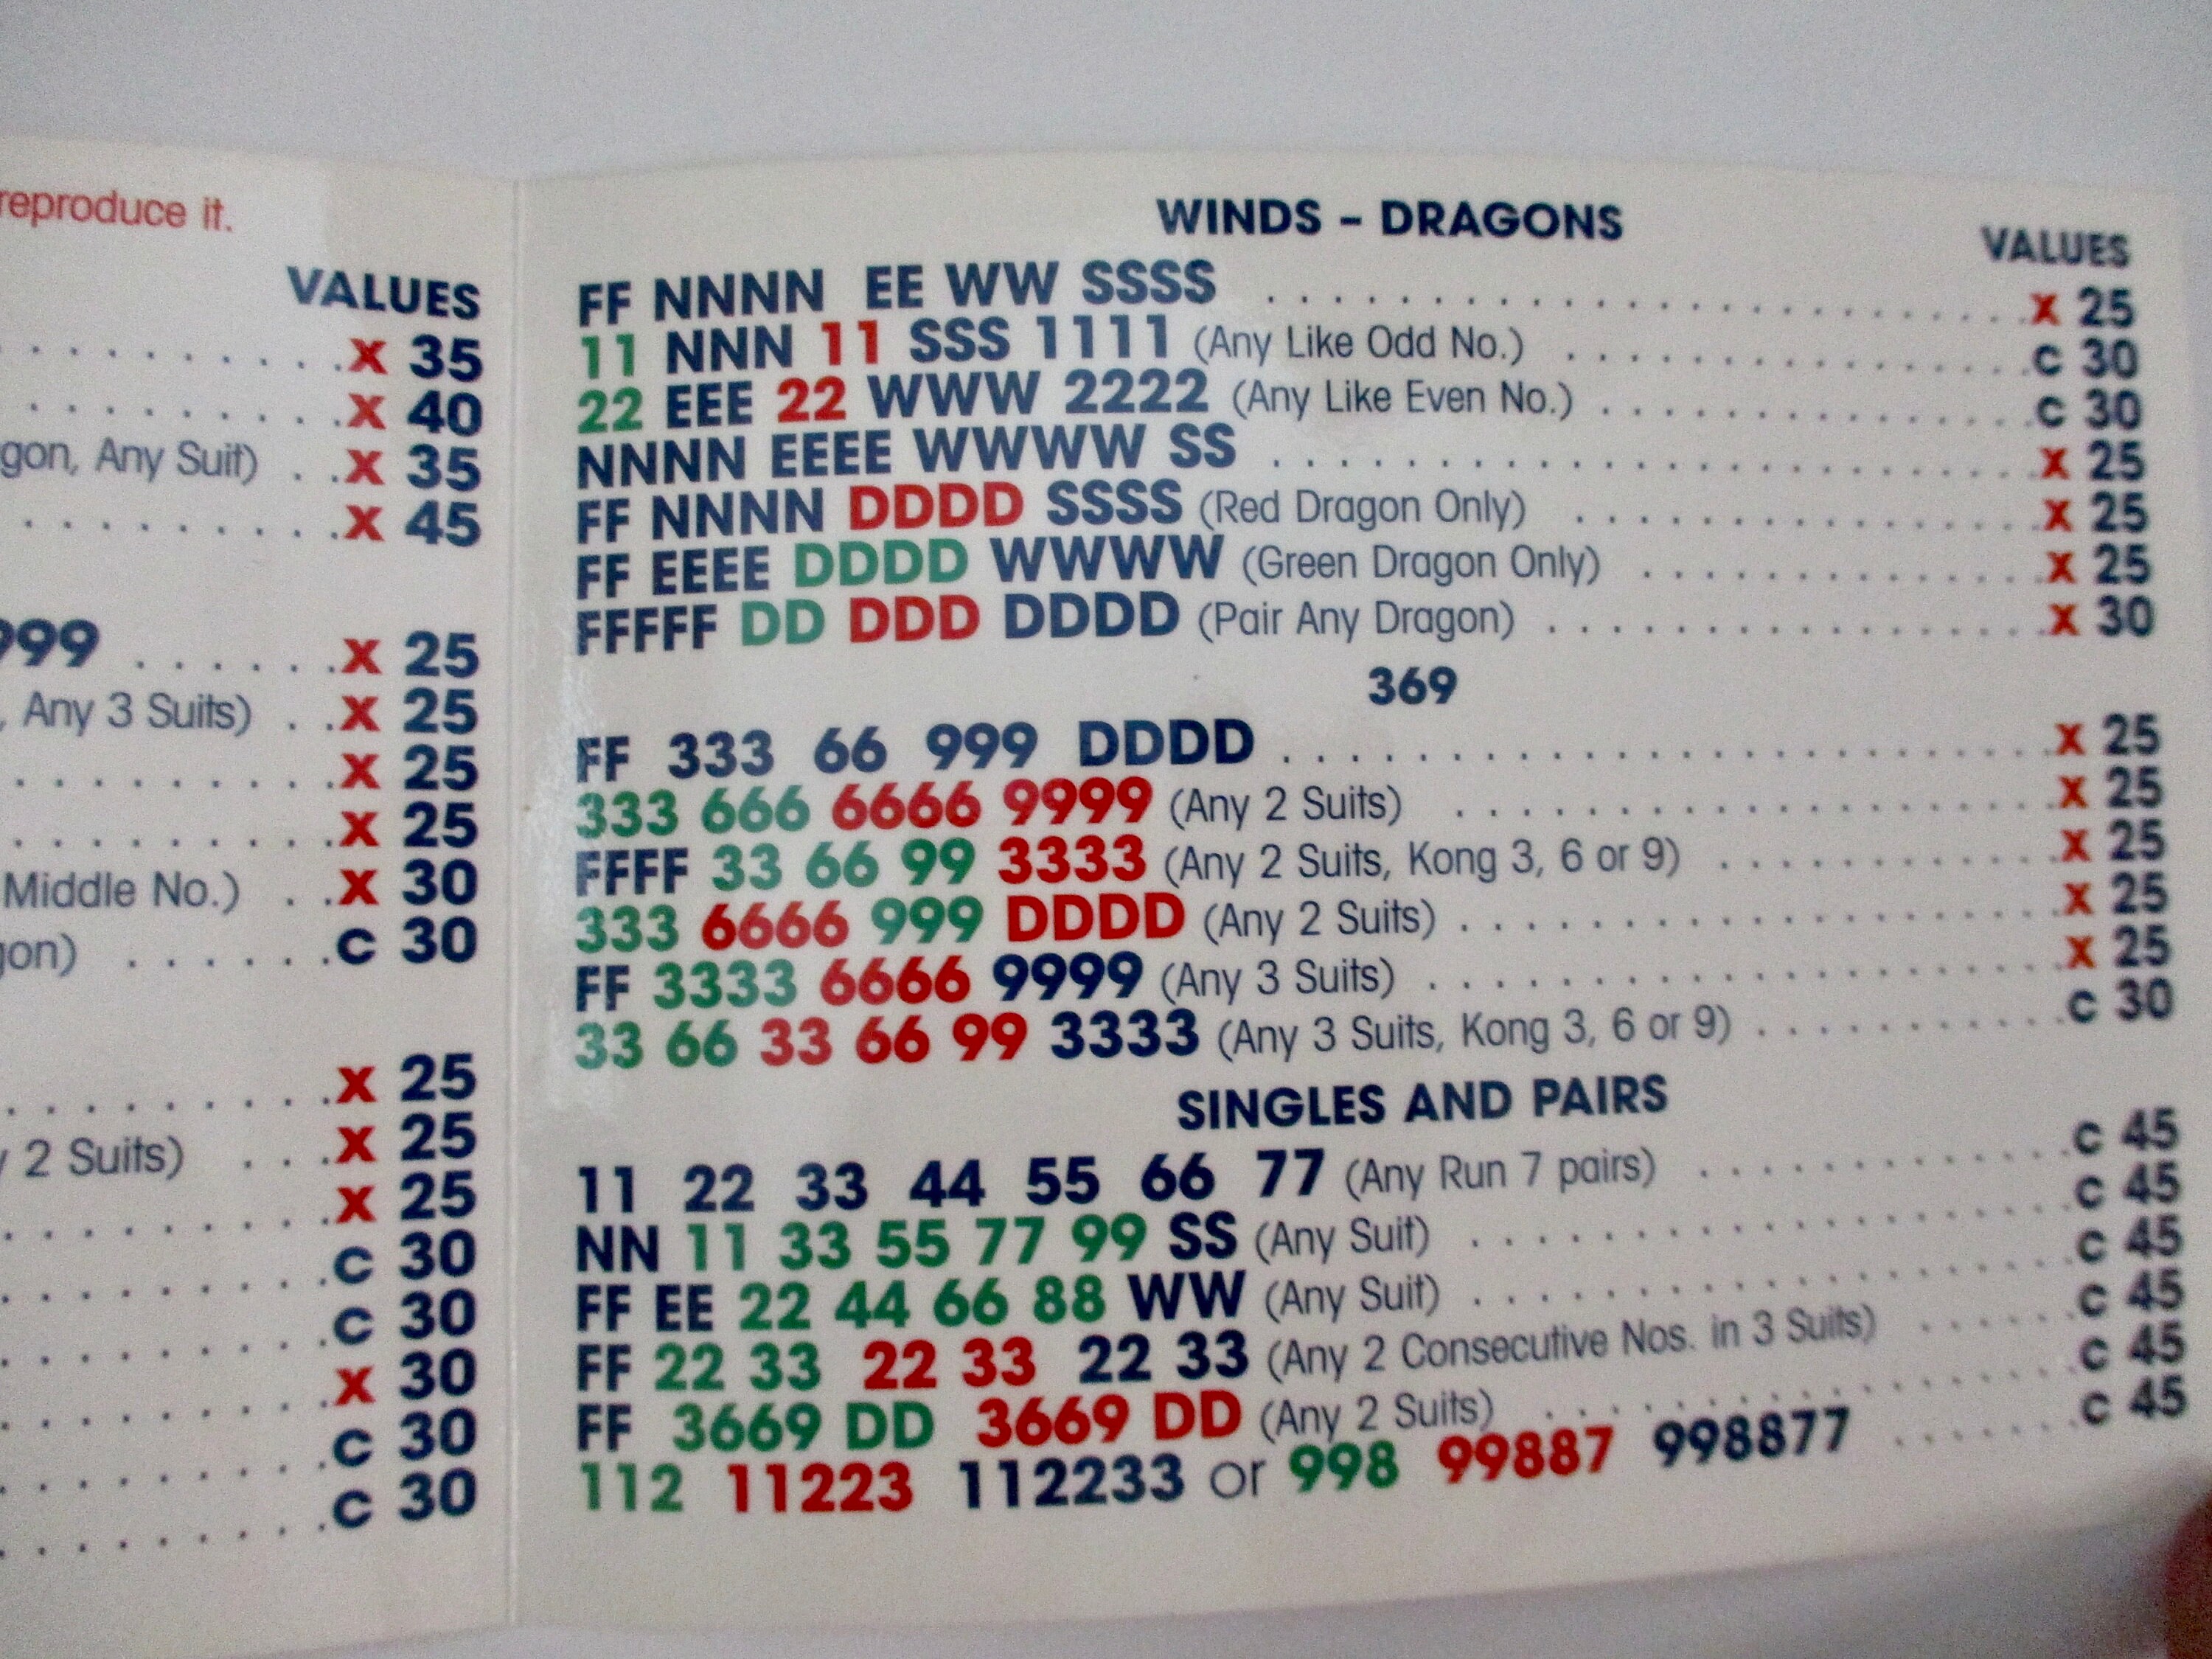 reproduce it.
VALUES
. . . . . . . . . . X 35
. . . . . . . . . X 40
gon, Any Suit) . . X 35
. . . . . . . . . X 45
999 . . . . . . X 25
, Any 3 Suits) . . X 25
. . . . . . . . . X 25
. . . . . . . . . X 25
Middle No.) . . X 30
gon) . . . . . . C 30
. . . . . . . . . X 25
y 2 Suits) . . . X 25
. . . . . . . . . X 25
. . . . . . . . . C 30
. . . . . . . . . C 30
. . . . . . . . . X 30
. . . . . . . . . C 30
. . . . . . . . . C 30
WINDS – DRAGONS
VALUES
FF NNNN EE WW SSSS . . . . . . . . . . . . . . . . . . . . X 25
11 NNN 11 SSS 1111 (Any Like Odd No.) . . . . . . . . . . . . C 30
22 EEE 22 WWW 2222 (Any Like Even No.) . . . . . . . . . . . . C 30
NNNN EEEE WWWW SS . . . . . . . . . . . . . . . . . . . . X 25
FF NNNN DDDD SSSS (Red Dragon Only) . . . . . . . . . . . . X 25
FF EEEE DDDD WWWW (Green Dragon Only) . . . . . . . . . . . X 25
FFFFF DD DDD DDDD (Pair Any Dragon) . . . . . . . . . . . . X 30
369
FF 333 66 999 DDDD . . . . . . . . . . . . . . . . . . . . X 25
333 666 6666 9999 (Any 2 Suits) . . . . . . . . . . . . . . X 25
FFFF 33 66 99 3333 (Any 2 Suits, Kong 3, 6 or 9) . . . . . . . . X 25
333 6666 999 DDDD (Any 2 Suits) . . . . . . . . . . . . . . X 25
FF 3333 6666 9999 (Any 3 Suits) . . . . . . . . . . . . . . X 25
33 66 33 66 99 3333 (Any 3 Suits, Kong 3, 6 or 9) . . . . . . . . C 30
SINGLES AND PAIRS
11 22 33 44 55 66 77 (Any Run 7 pairs) . . . . . . . . . . C 45
NN 11 33 55 77 99 SS (Any Suit) . . . . . . . . . . . . . . C 45
FF EE 22 44 66 88 WW (Any Suit) . . . . . . . . . . . . . . C 45
FF 22 33 22 33 22 33 (Any 2 Consecutive Nos. in 3 Suits) . . . . C 45
FF 3669 DD 3669 DD (Any 2 Suits) . . . . . . . . . . . . . C 45
112 11223 112233 or 998 99887 998877 . . . . . C 45